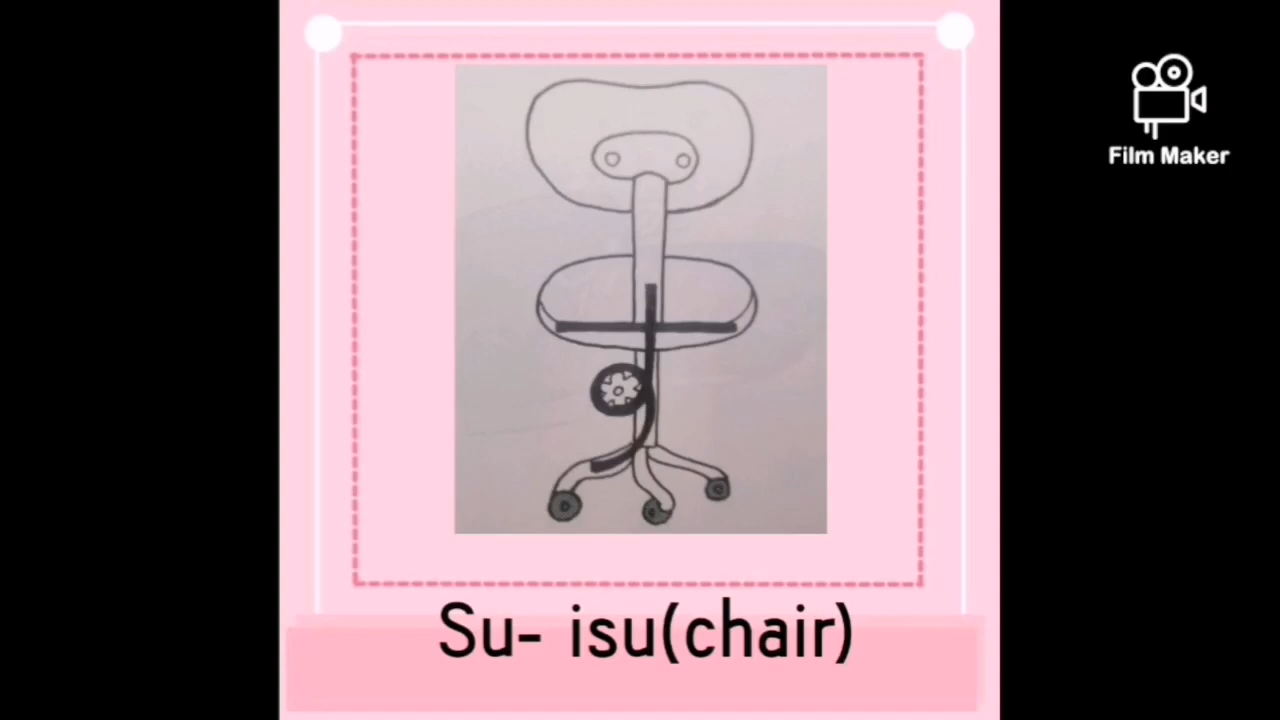 Film Maker
す
Su- isu(chair)